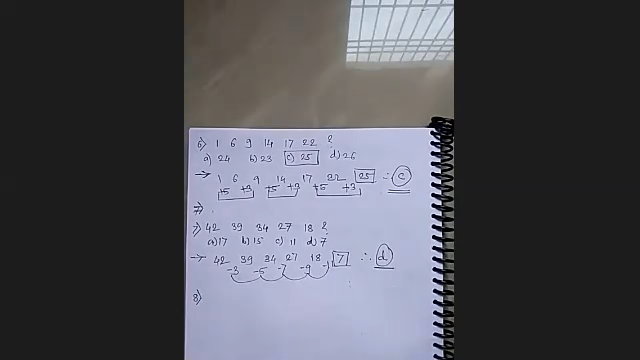 6) 1 6 9 14 17 22 ?
a) 24 b) 23 c) 25 d) 26
→ 1 6 9 14 17 22 25 ∴ c
+5 +3 +5 +3 +5 +3
7)
7) 42 39 34 27 18 ?
a) 17 b) 15 c) 11 d) 7
→ 42 39 34 27 18 7 ∴ d
-3 -5 -7 -9 -11
8)